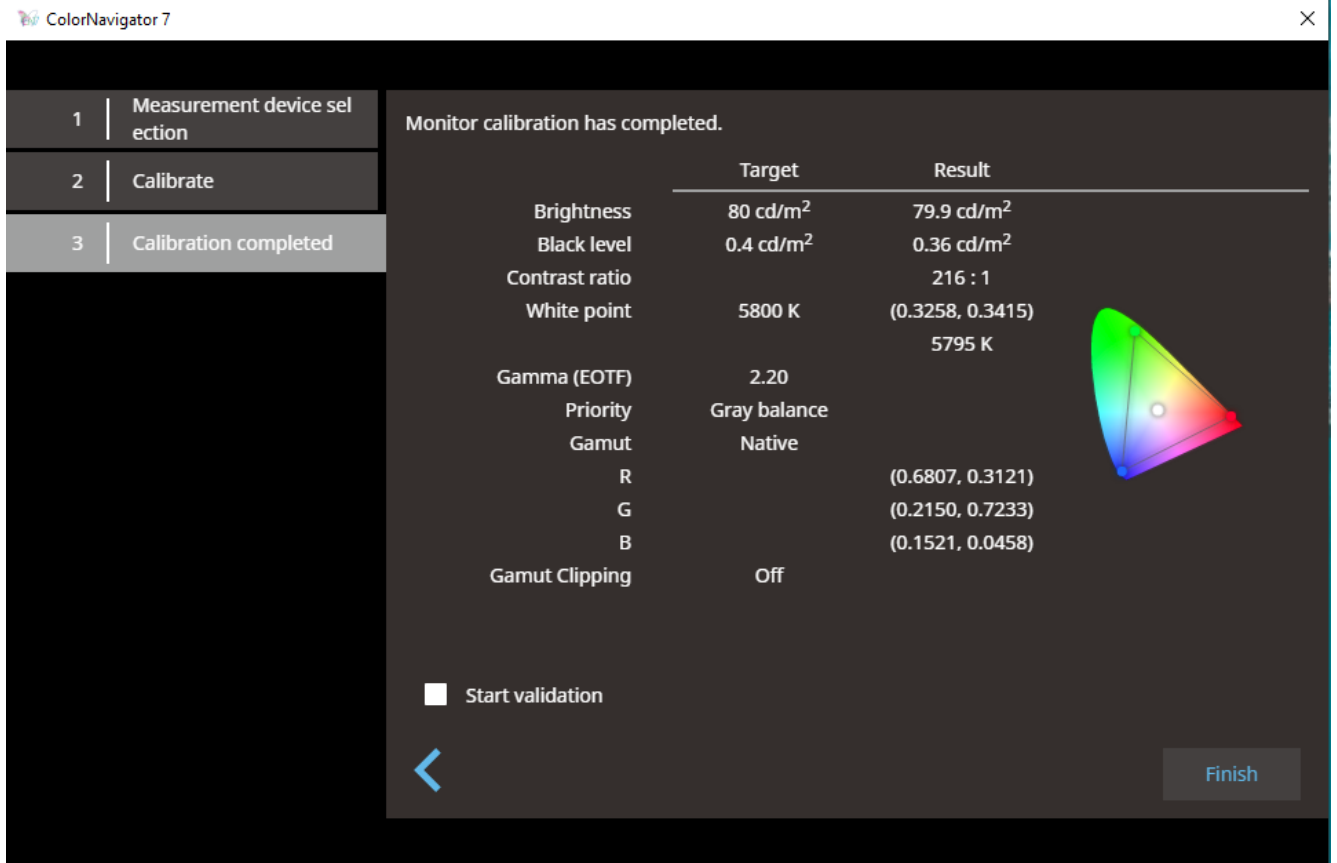 ColorNavigator 7
1 Measurement device sel
ection
2 Calibrate
3 Calibration completed
Monitor calibration has completed.
Target Result
Brightness 80 cd/m² 79.9 cd/m²
Black level 0.4 cd/m² 0.36 cd/m²
Contrast ratio 216 : 1
White point 5800 K (0.3258, 0.3415)
5795 K
Gamma (EOTF) 2.20
Priority Gray balance
Gamut Native
R (0.6807, 0.3121)
G (0.2150, 0.7233)
B (0.1521, 0.0458)
Gamut Clipping Off
Start validation
Finish